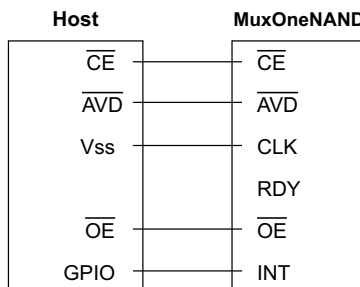 Host MuxOneNAND
CE CE
AVD AVD
Vss CLK
RDY
OE OE
GPIO INT